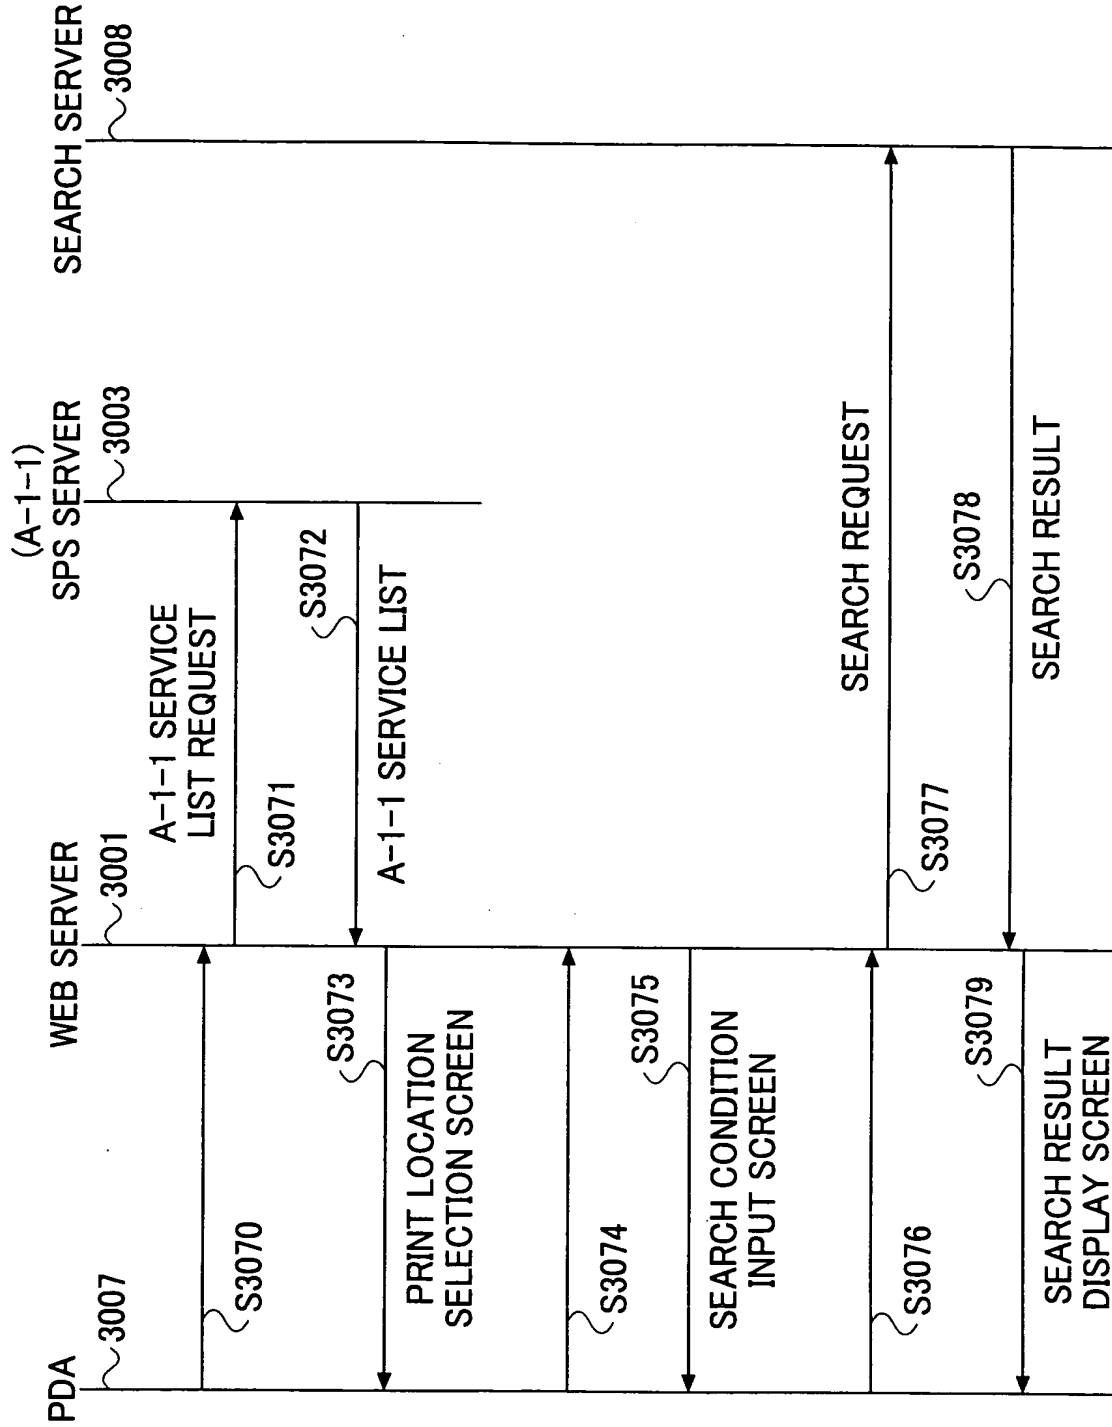 PDA
3007
WEB SERVER
3001
(A-1-1)
SPS SERVER
3003
SEARCH SERVER
3008
S3070
A-1-1 SERVICE
LIST REQUEST
S3071
S3072
A-1-1 SERVICE LIST
S3073
PRINT LOCATION
SELECTION SCREEN
S3074
S3075
SEARCH CONDITION
INPUT SCREEN
S3076
SEARCH REQUEST
S3077
S3078
SEARCH RESULT
S3079
SEARCH RESULT
DISPLAY SCREEN